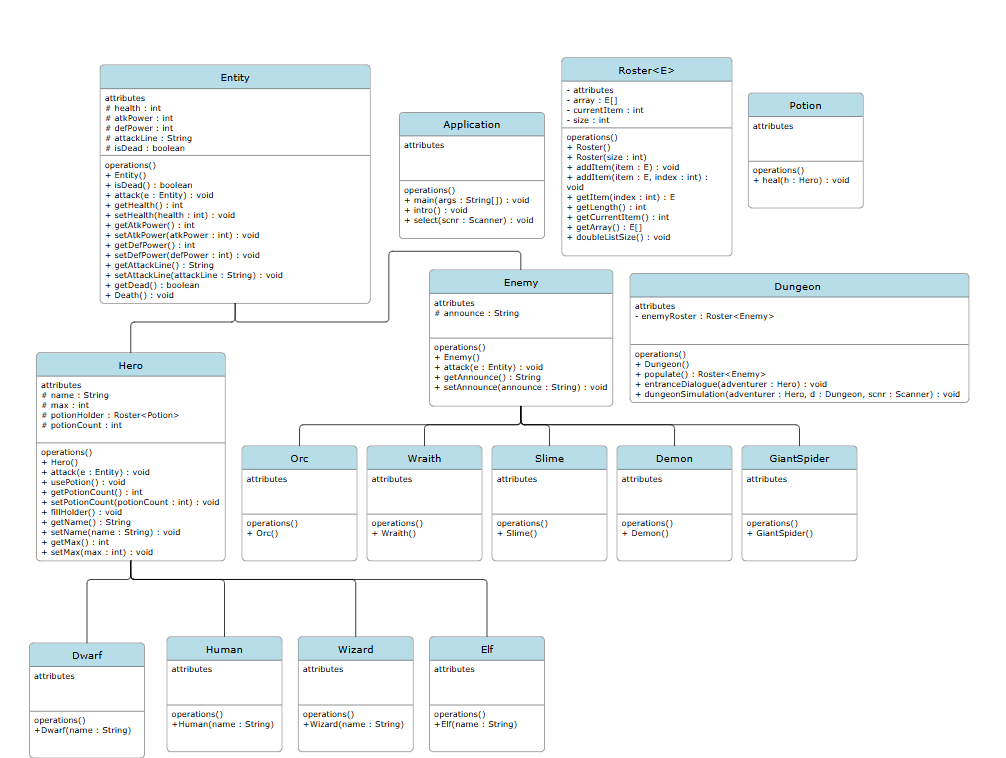 Entity
attributes
# health : int
# atkPower : int
# defPower : int
# attackLine : String
# isDead : boolean
operations()
+ Entity()
+ isDead() : boolean
+ attack(e : Entity) : void
+ getHealth() : int
+ setHealth(health : int) : void
+ getAtkPower() : int
+ setAtkPower(atkPower : int) : void
+ getDefPower() : int
+ setDefPower(defPower : int) : void
+ getAttackLine() : String
+ setAttackLine(attackLine : String) : void
+ getDead() : boolean
+ Death() : void
Application
attributes
operations()
+ main(args : String[]) : void
+ intro() : void
+ select(scnr : Scanner) : void
Roster<E>
- attributes
- array : E[]
- currentItem : int
- size : int
operations()
+ Roster()
+ Roster(size : int)
+ addItem(item : E) : void
+ addItem(item : E, index : int) :
void
+ getItem(index : int) : E
+ getLength() : int
+ getCurrentItem() : int
+ getArray() : E[]
+ doubleListSize() : void
Potion
attributes
operations()
+ heal(h : Hero) : void
Enemy
attributes
# announce : String
operations()
+ Enemy()
+ attack(e : Entity) : void
+ getAnnounce() : String
+ setAnnounce(announce : String) : void
Dungeon
attributes
- enemyRoster : Roster<Enemy>
operations()
+ Dungeon()
+ populate() : Roster<Enemy>
+ entranceDialogue(adventurer : Hero) : void
+ dungeonSimulation(adventurer : Hero, d : Dungeon, scnr : Scanner) : void
Hero
attributes
# name : String
# max : int
# potionHolder : Roster<Potion>
# potionCount : int
operations()
+ Hero()
+ attack(e : Entity) : void
+ usePotion() : void
+ getPotionCount() : int
+ setPotionCount(potionCount : int) : void
+ fillHolder() : void
+ getName() : String
+ setName(name : String) : void
+ getMax() : int
+ setMax(max : int) : void
Orc
attributes
operations()
+ Orc()
Wraith
attributes
operations()
+ Wraith()
Slime
attributes
operations()
+ Slime()
Demon
attributes
operations()
+ Demon()
GiantSpider
attributes
operations()
+ GiantSpider()
Dwarf
attributes
operations()
+Dwarf(name : String)
Human
attributes
operations()
+Human(name : String)
Wizard
attributes
operations()
+Wizard(name : String)
Elf
attributes
operations()
+Elf(name : String)